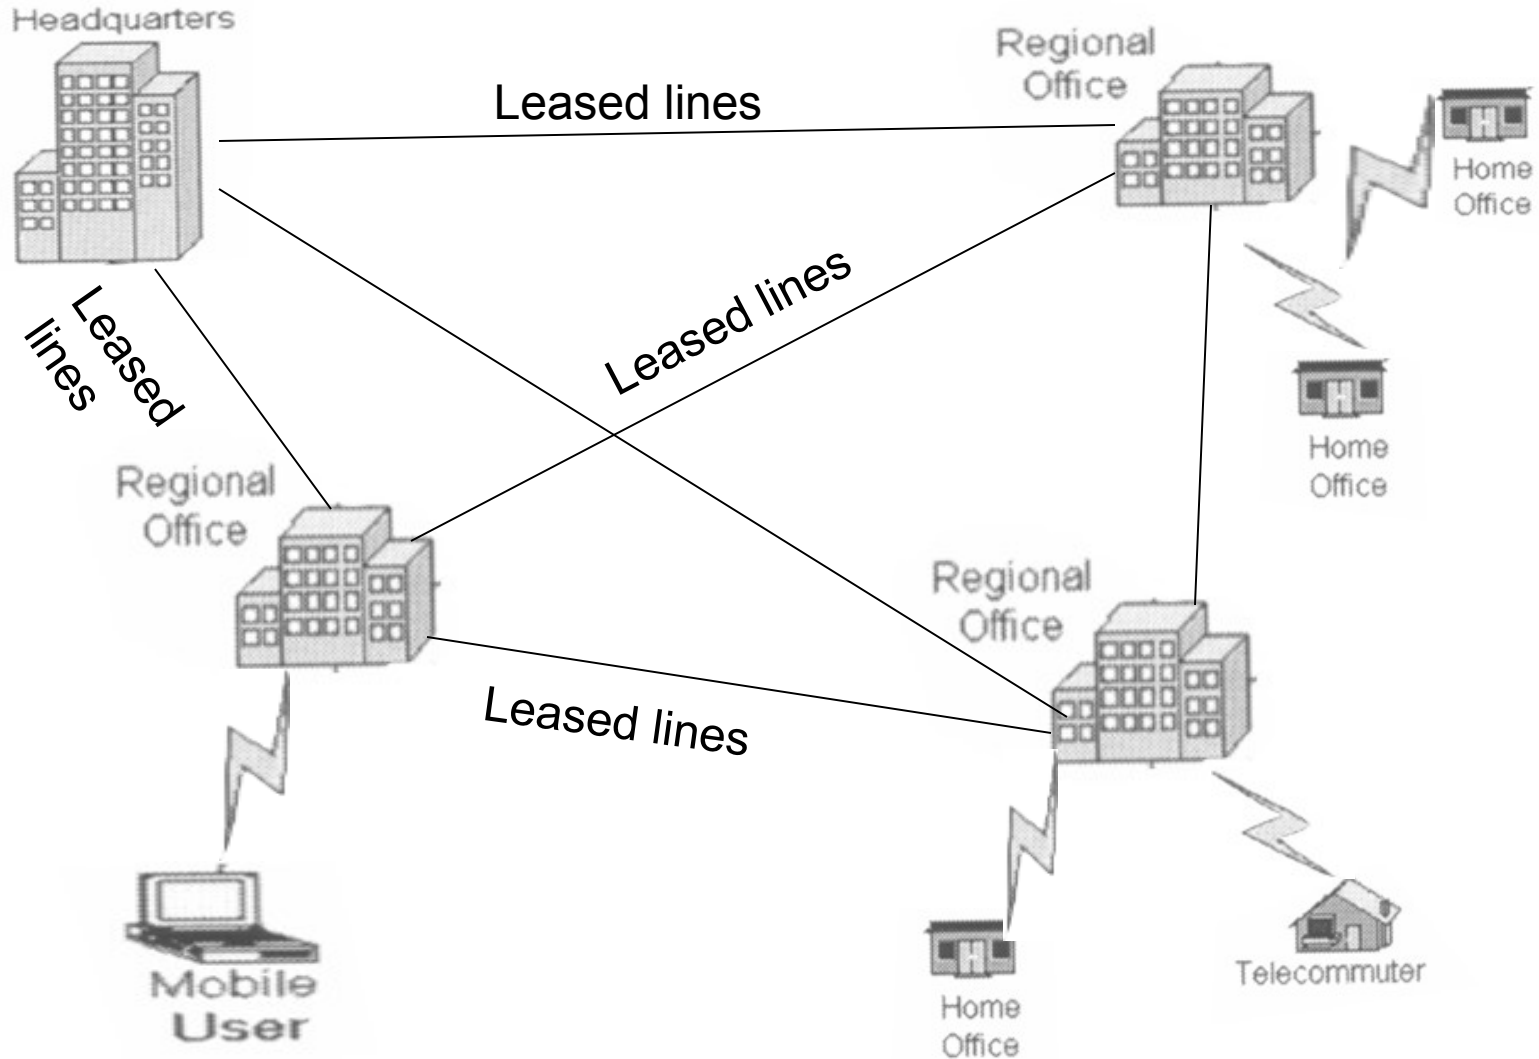 Headquarters
Regional
Office
Leased lines
Home
Office
Leased lines
Leased
lines
Home
Office
Regional
Office
Regional
Office
Leased lines
Mobile
User
Telecommuter
Home
Office